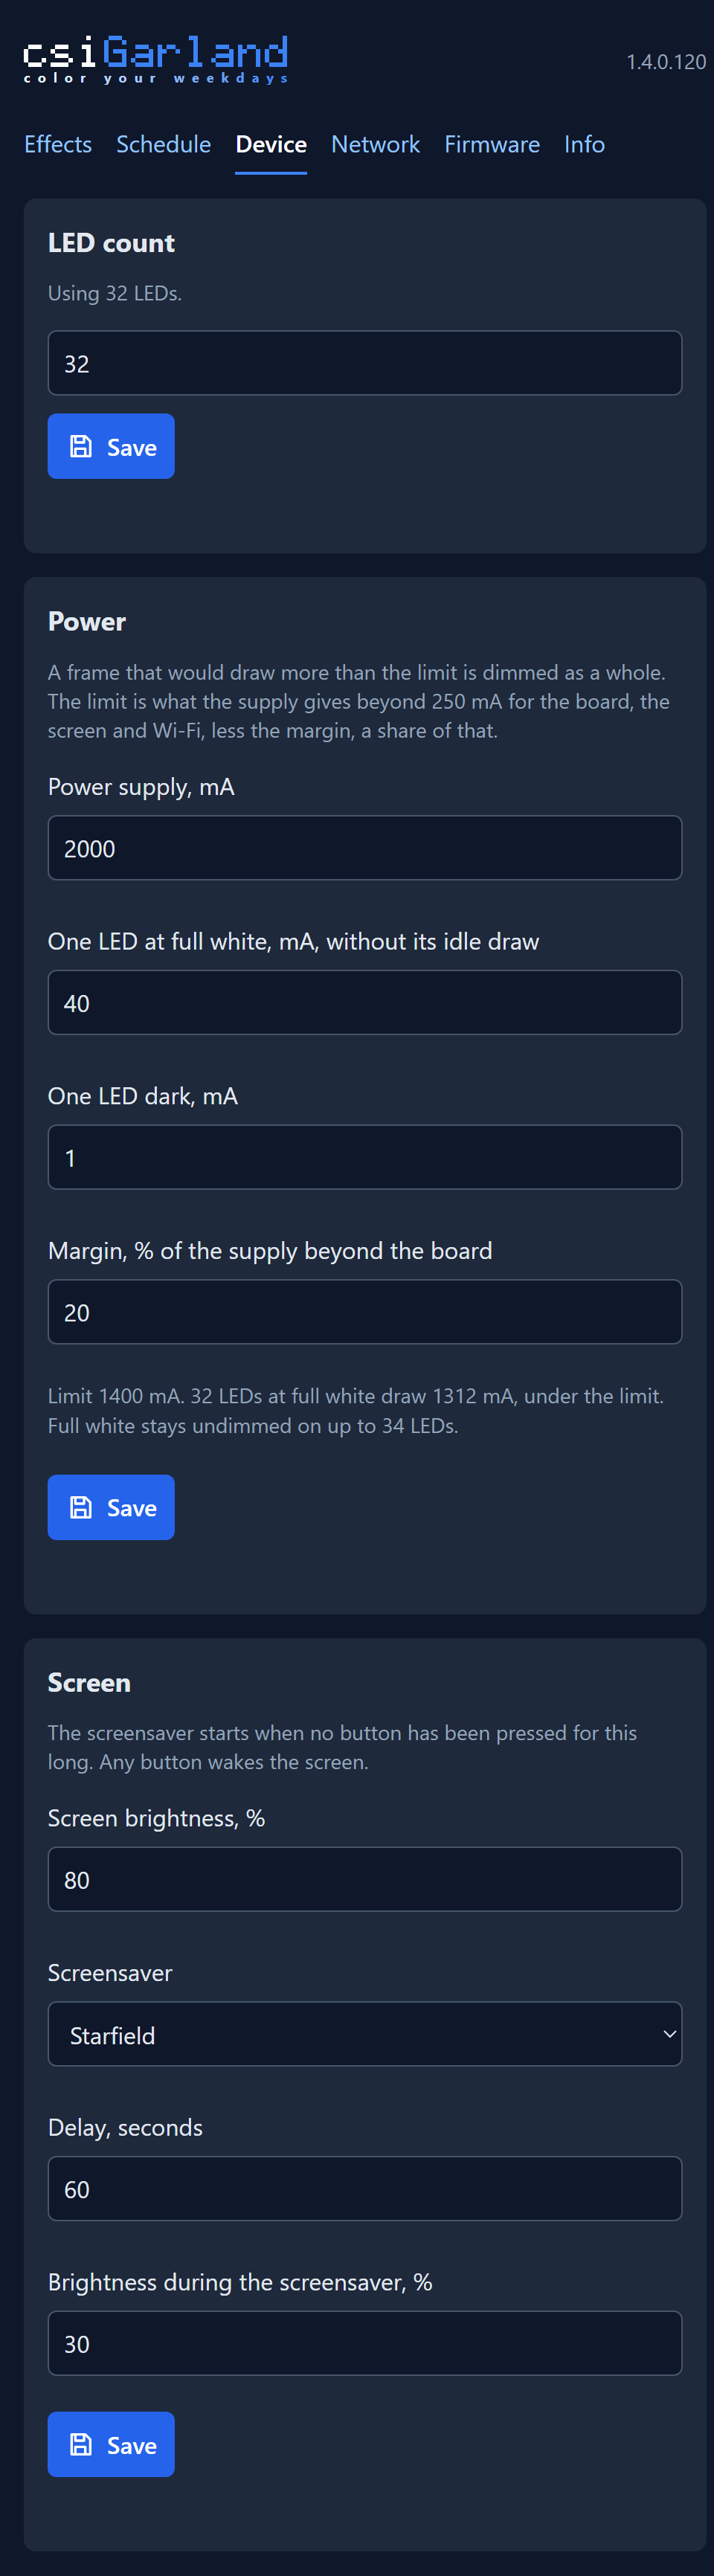 csiGarland
color your weekdays
1.4.0.120
Effects Schedule Device Network Firmware Info
LED count
Using 32 LEDs.
32
Save
Power
A frame that would draw more than the limit is dimmed as a whole.
The limit is what the supply gives beyond 250 mA for the board, the
screen and Wi-Fi, less the margin, a share of that.
Power supply, mA
2000
One LED at full white, mA, without its idle draw
40
One LED dark, mA
1
Margin, % of the supply beyond the board
20
Limit 1400 mA. 32 LEDs at full white draw 1312 mA, under the limit.
Full white stays undimmed on up to 34 LEDs.
Save
Screen
The screensaver starts when no button has been pressed for this
long. Any button wakes the screen.
Screen brightness, %
80
Screensaver
Starfield
Delay, seconds
60
Brightness during the screensaver, %
30
Save